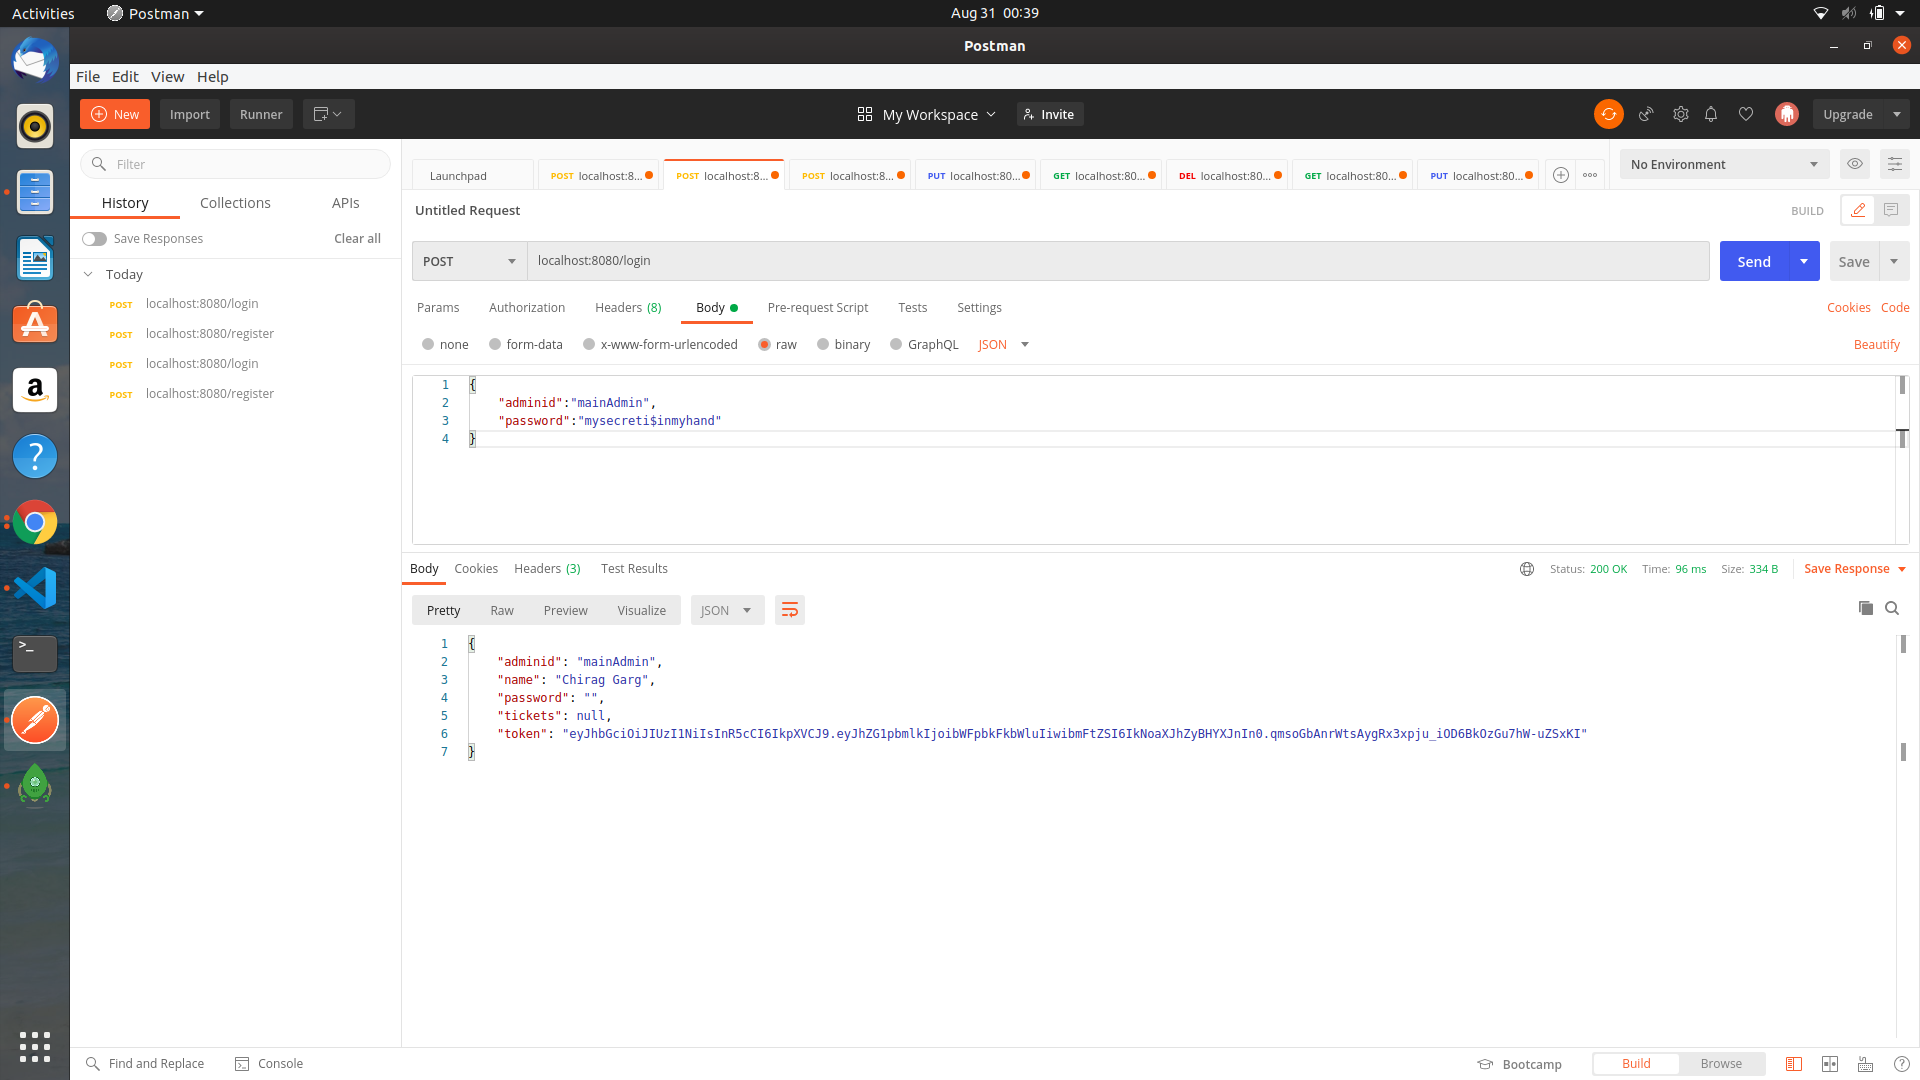 Activities
Postman
Aug 31 00:39
Postman
File Edit View Help
New
Import
Runner
My Workspace
Invite
Upgrade
Filter
Launchpad
POST localhost:8...
POST localhost:8...
POST localhost:8...
PUT localhost:80...
GET localhost:80...
DEL localhost:80...
GET localhost:80...
PUT localhost:80...
No Environment
History Collections APIs
Save Responses Clear all
Today
POST localhost:8080/login
POST localhost:8080/register
POST localhost:8080/login
POST localhost:8080/register
Untitled Request
BUILD
POST localhost:8080/login
Send
Save
Params Authorization Headers (8) Body Pre-request Script Tests Settings
Cookies Code
none form-data x-www-form-urlencoded raw binary GraphQL JSON
Beautify
1 {
2 "adminid":"mainAdmin",
3 "password":"mysecreti$inmyhand"
4 }
Body Cookies Headers (3) Test Results
Status: 200 OK Time: 96 ms Size: 334 B
Save Response
Pretty Raw Preview Visualize JSON
1 {
2 "adminid": "mainAdmin",
3 "name": "Chirag Garg",
4 "password": "",
5 "tickets": null,
6 "token": "eyJhbGciOiJIUzI1NiIsInR5cCI6IkpXVCJ9.eyJhZG1pbmlkIjoibWFpbkFkbWluIiwibmFtZSI6IkNoaXJhZyBHYXJnIn0.qmsoGbAnrWtsAygRx3xpju_iOD6BkOzGu7hW-uZSxKI"
7 }
Find and Replace Console
Bootcamp
Build Browse